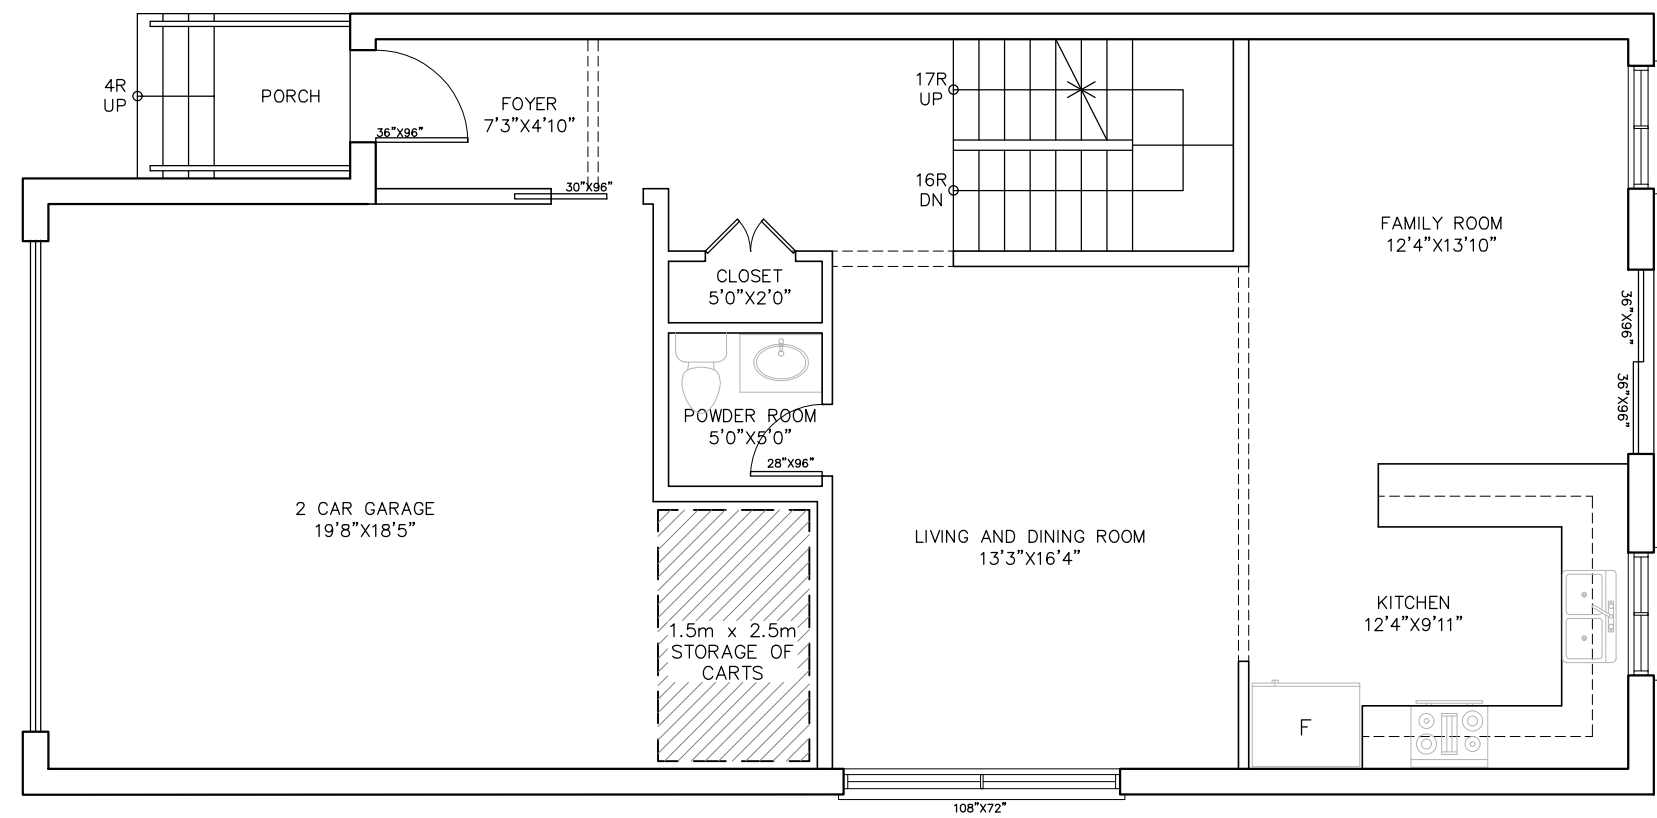 4R
UP
PORCH
36"X96"
FOYER
7'3"X4'10"
30"X96"
17R
UP
16R
DN
FAMILY ROOM
12'4"X13'10"
36"X96"
36"X96"
CLOSET
5'0"X2'0"
POWDER ROOM
5'0"X5'0"
28"X96"
2 CAR GARAGE
19'8"X18'5"
LIVING AND DINING ROOM
13'3"X16'4"
KITCHEN
12'4"X9'11"
1.5m x 2.5m
STORAGE OF
CARTS
F
108"X72"